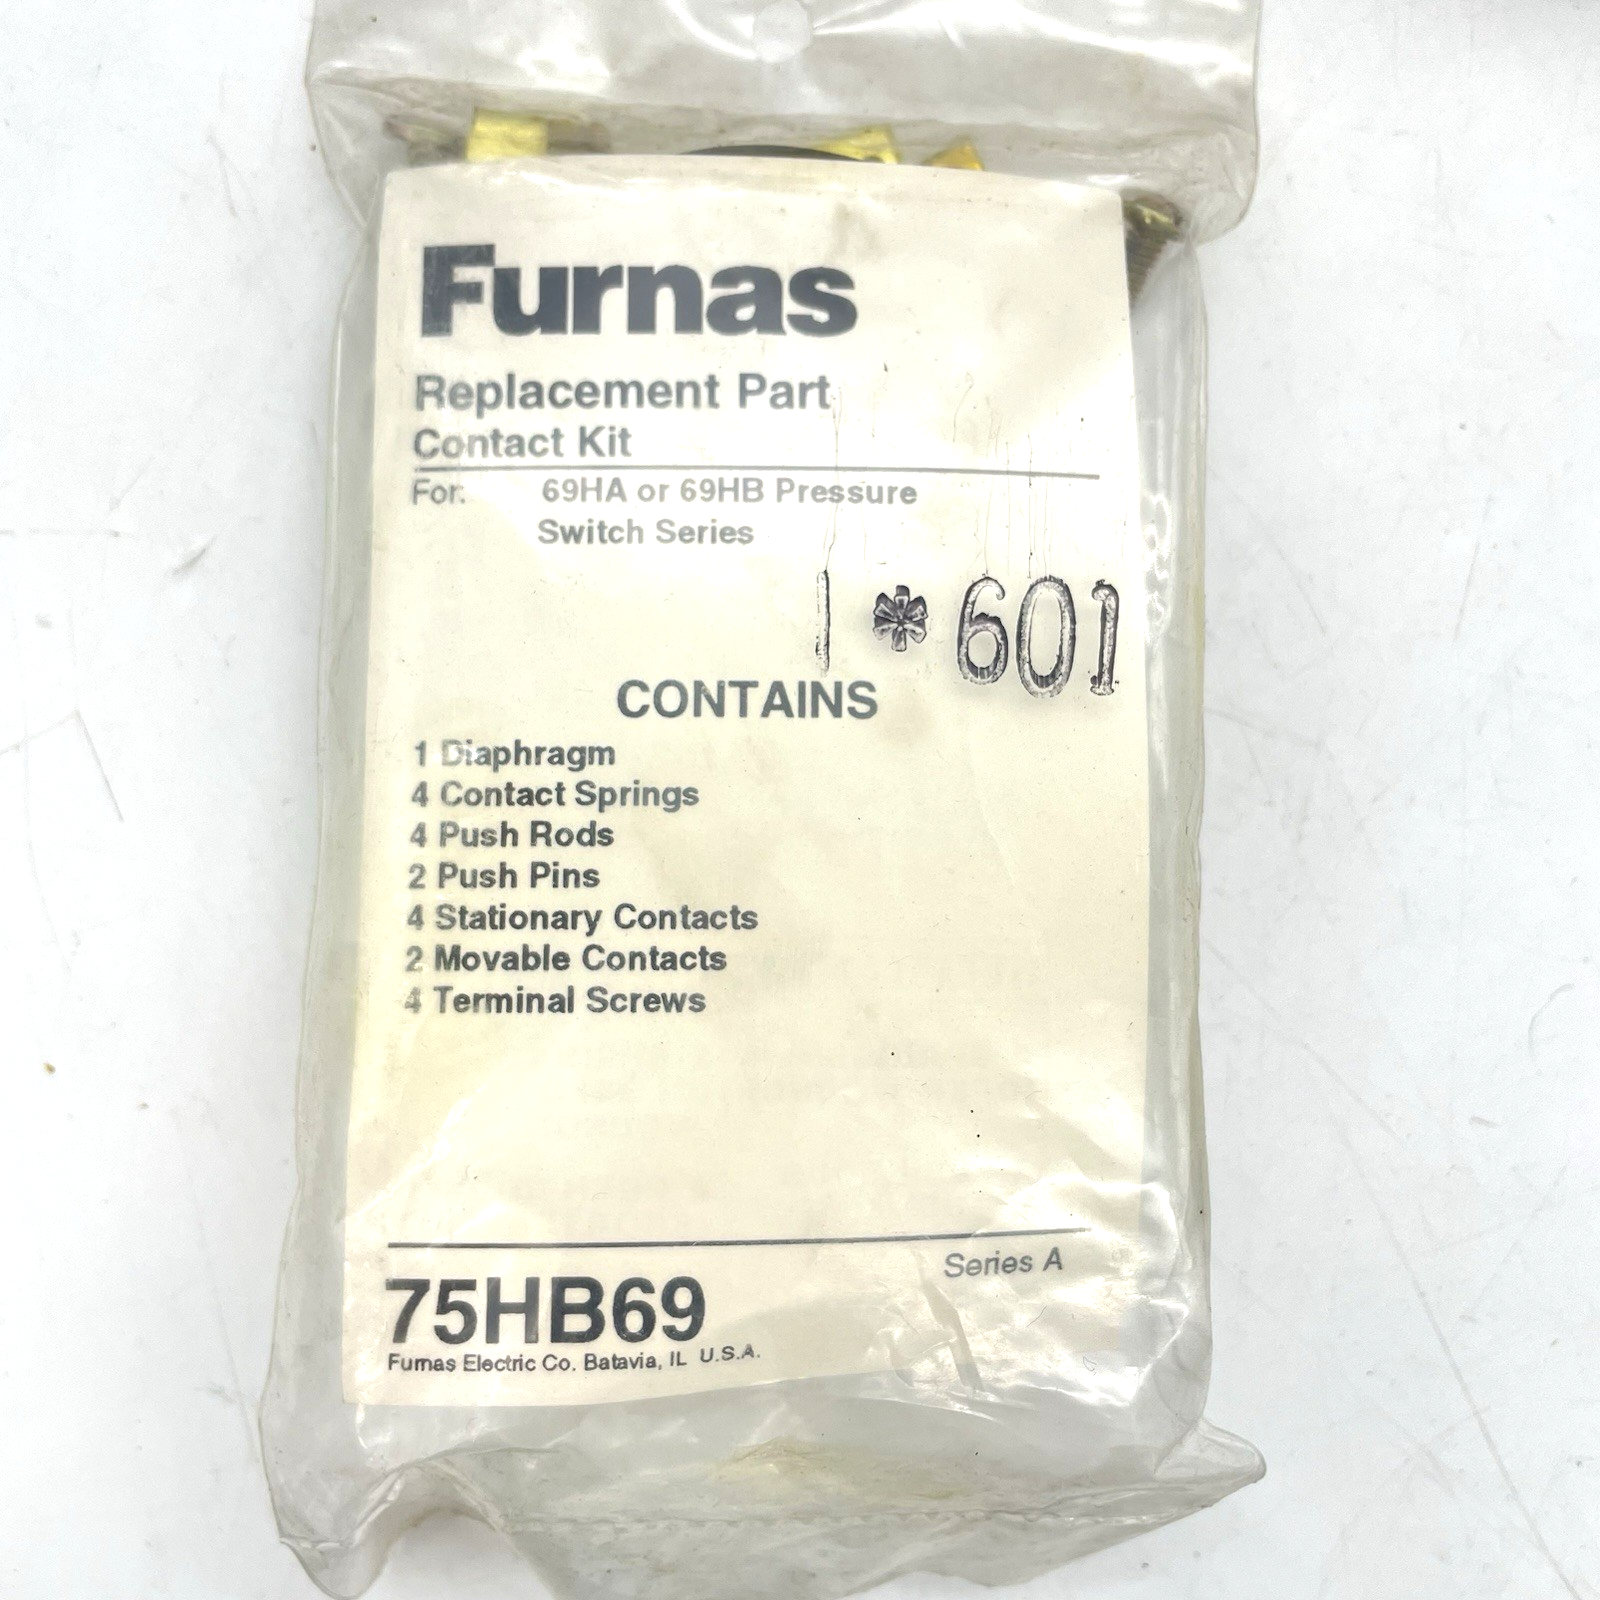 Furnas
Replacement Part
Contact Kit
For: 69HA or 69HB Pressure
Switch Series
1 * 601
CONTAINS
1 Diaphragm
4 Contact Springs
4 Push Rods
2 Push Pins
4 Stationary Contacts
2 Movable Contacts
4 Terminal Screws
Series A
75HB69
Furnas Electric Co. Batavia, IL U.S.A.